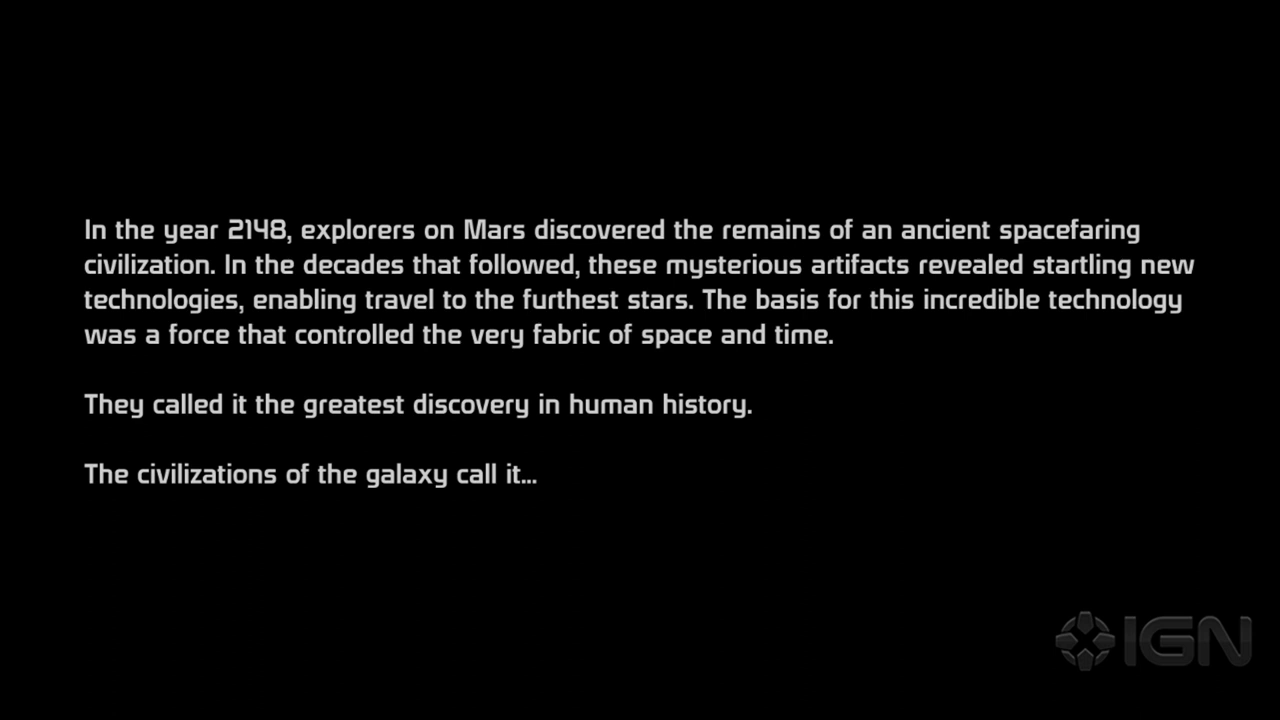 In the year 2148, explorers on Mars discovered the remains of an ancient spacefaring
civilization. In the decades that followed, these mysterious artifacts revealed startling new
technologies, enabling travel to the furthest stars. The basis for this incredible technology
was a force that controlled the very fabric of space and time.
They called it the greatest discovery in human history.
The civilizations of the galaxy call it...
IGN